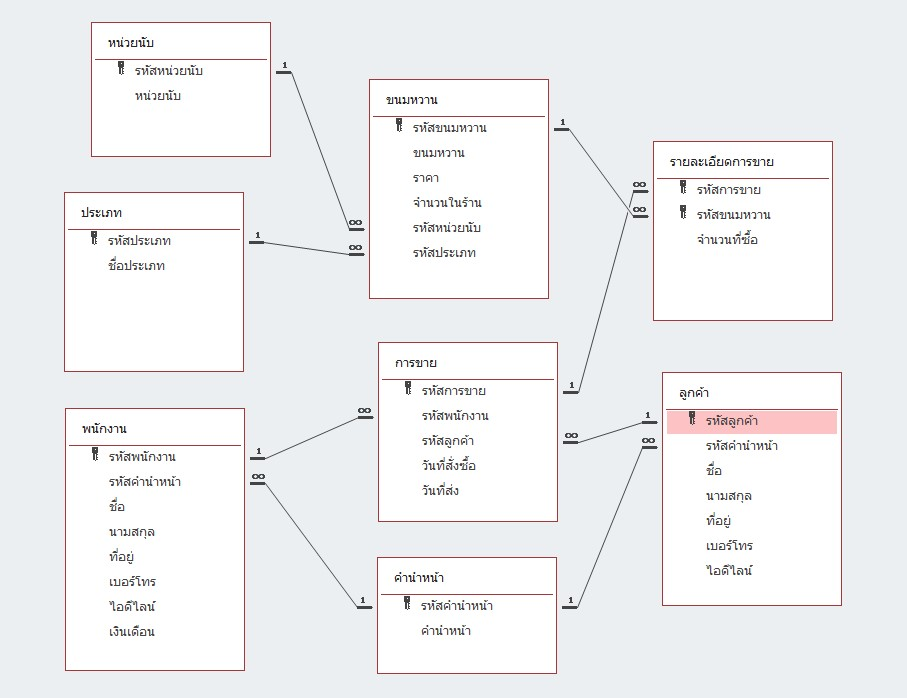 หน่วยนับ
รหัสหน่วยนับ
หน่วยนับ
1
∞
ประเภท
รหัสประเภท
ชื่อประเภท
1
∞
ขนมหวาน
รหัสขนมหวาน
ขนมหวาน
ราคา
จำนวนในร้าน
รหัสหน่วยนับ
รหัสประเภท
1
∞
รายละเอียดการขาย
รหัสการขาย
รหัสขนมหวาน
จำนวนที่ซื้อ
∞
1
พนักงาน
รหัสพนักงาน
รหัสคำนำหน้า
ชื่อ
นามสกุล
ที่อยู่
เบอร์โทร
ไอดีไลน์
เงินเดือน
1
∞
∞
1
การขาย
รหัสการขาย
รหัสพนักงาน
รหัสลูกค้า
วันที่สั่งซื้อ
วันที่ส่ง
∞
1
คำนำหน้า
รหัสคำนำหน้า
คำนำหน้า
1
∞
ลูกค้า
รหัสลูกค้า
รหัสคำนำหน้า
ชื่อ
นามสกุล
ที่อยู่
เบอร์โทร
ไอดีไลน์